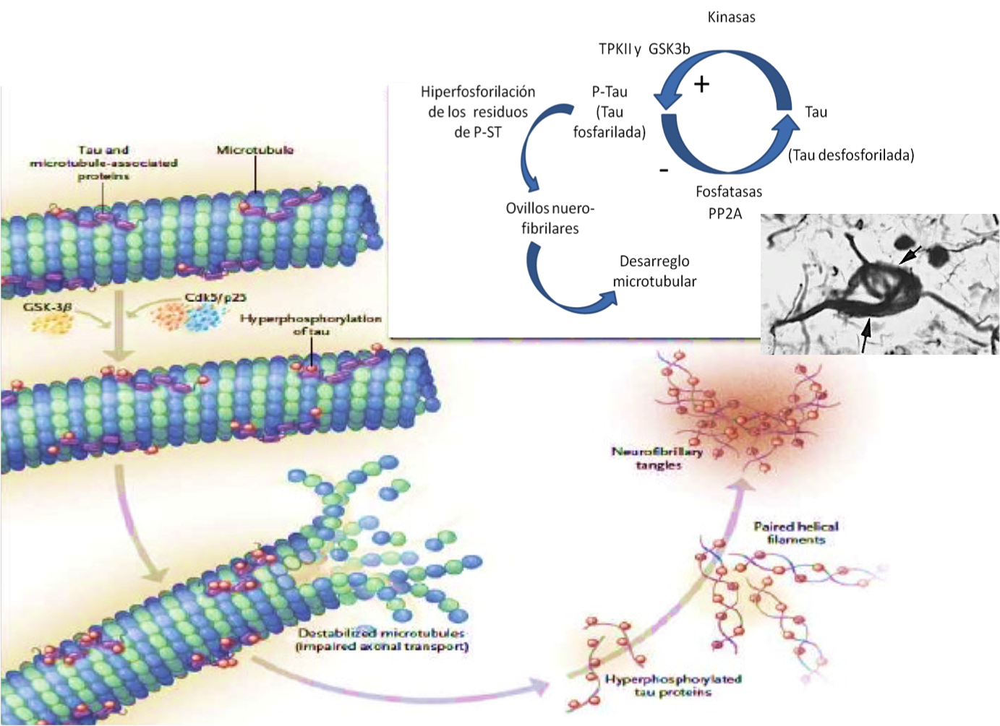 Kinasas
TPKII y GSK3b
+
Hiperfosforilación
de los residuos
de P-ST
P-Tau
(Tau
fosfarilada)
Tau
(Tau desfosforilada)
-
Fosfatasas
PP2A
Ovillos nuero-
fibrilares
Desarreglo
microtubular
Tau and
microtubule-associated
proteins
Microtubule
GSK-3β
Cdk5/p25
Hyperphosphorylation
of tau
Destabilized microtubules
(impaired axonal transport)
Hyperphosphorylated
tau proteins
Paired helical
filaments
Neurofibrillary
tangles